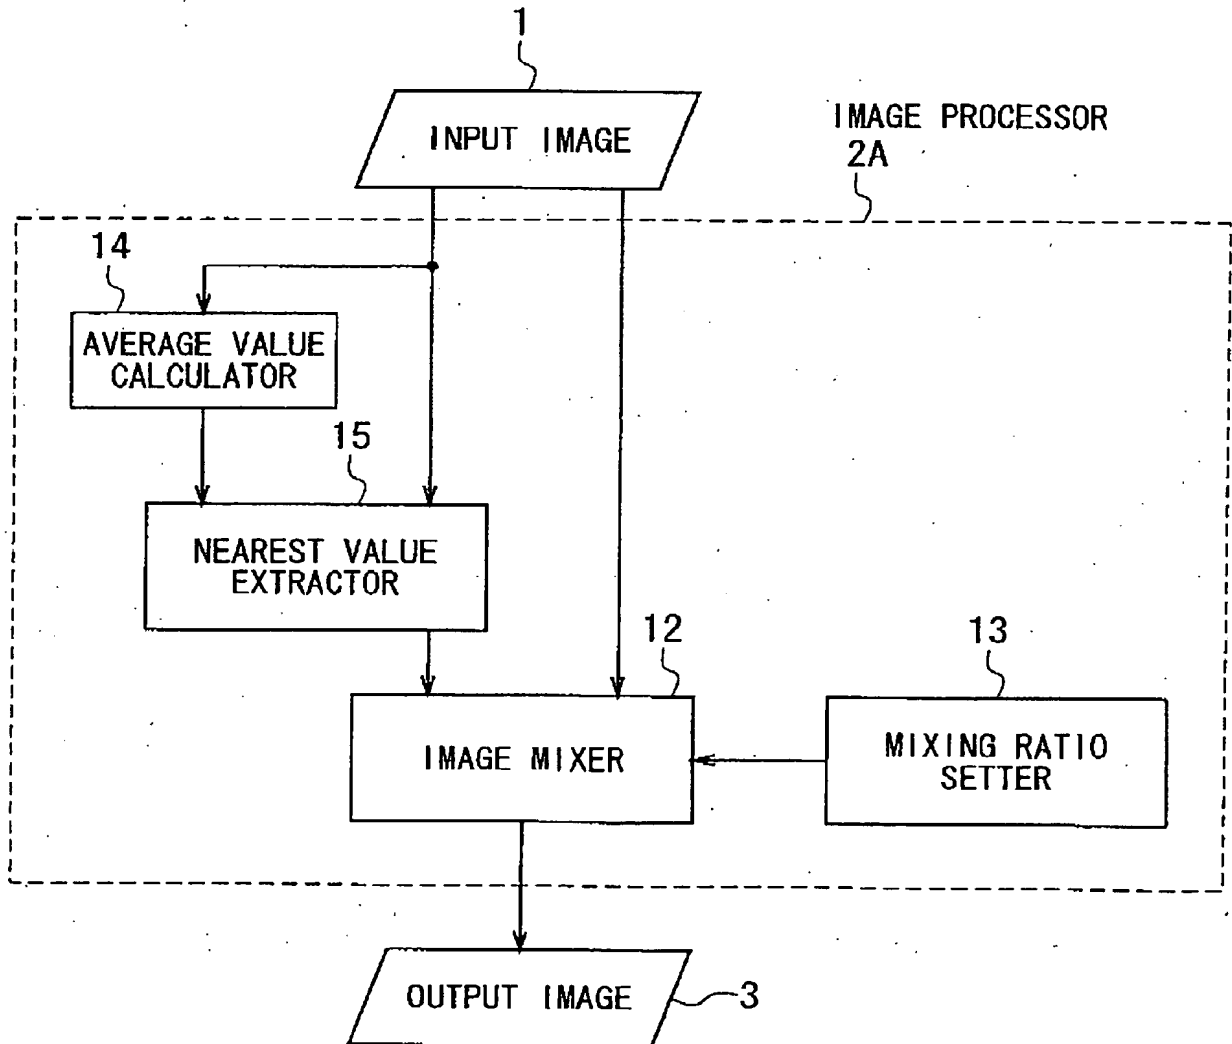 1
INPUT IMAGE
IMAGE PROCESSOR
2A
14
AVERAGE VALUE
CALCULATOR
15
NEAREST VALUE
EXTRACTOR
12
13
IMAGE MIXER
MIXING RATIO
SETTER
OUTPUT IMAGE
3